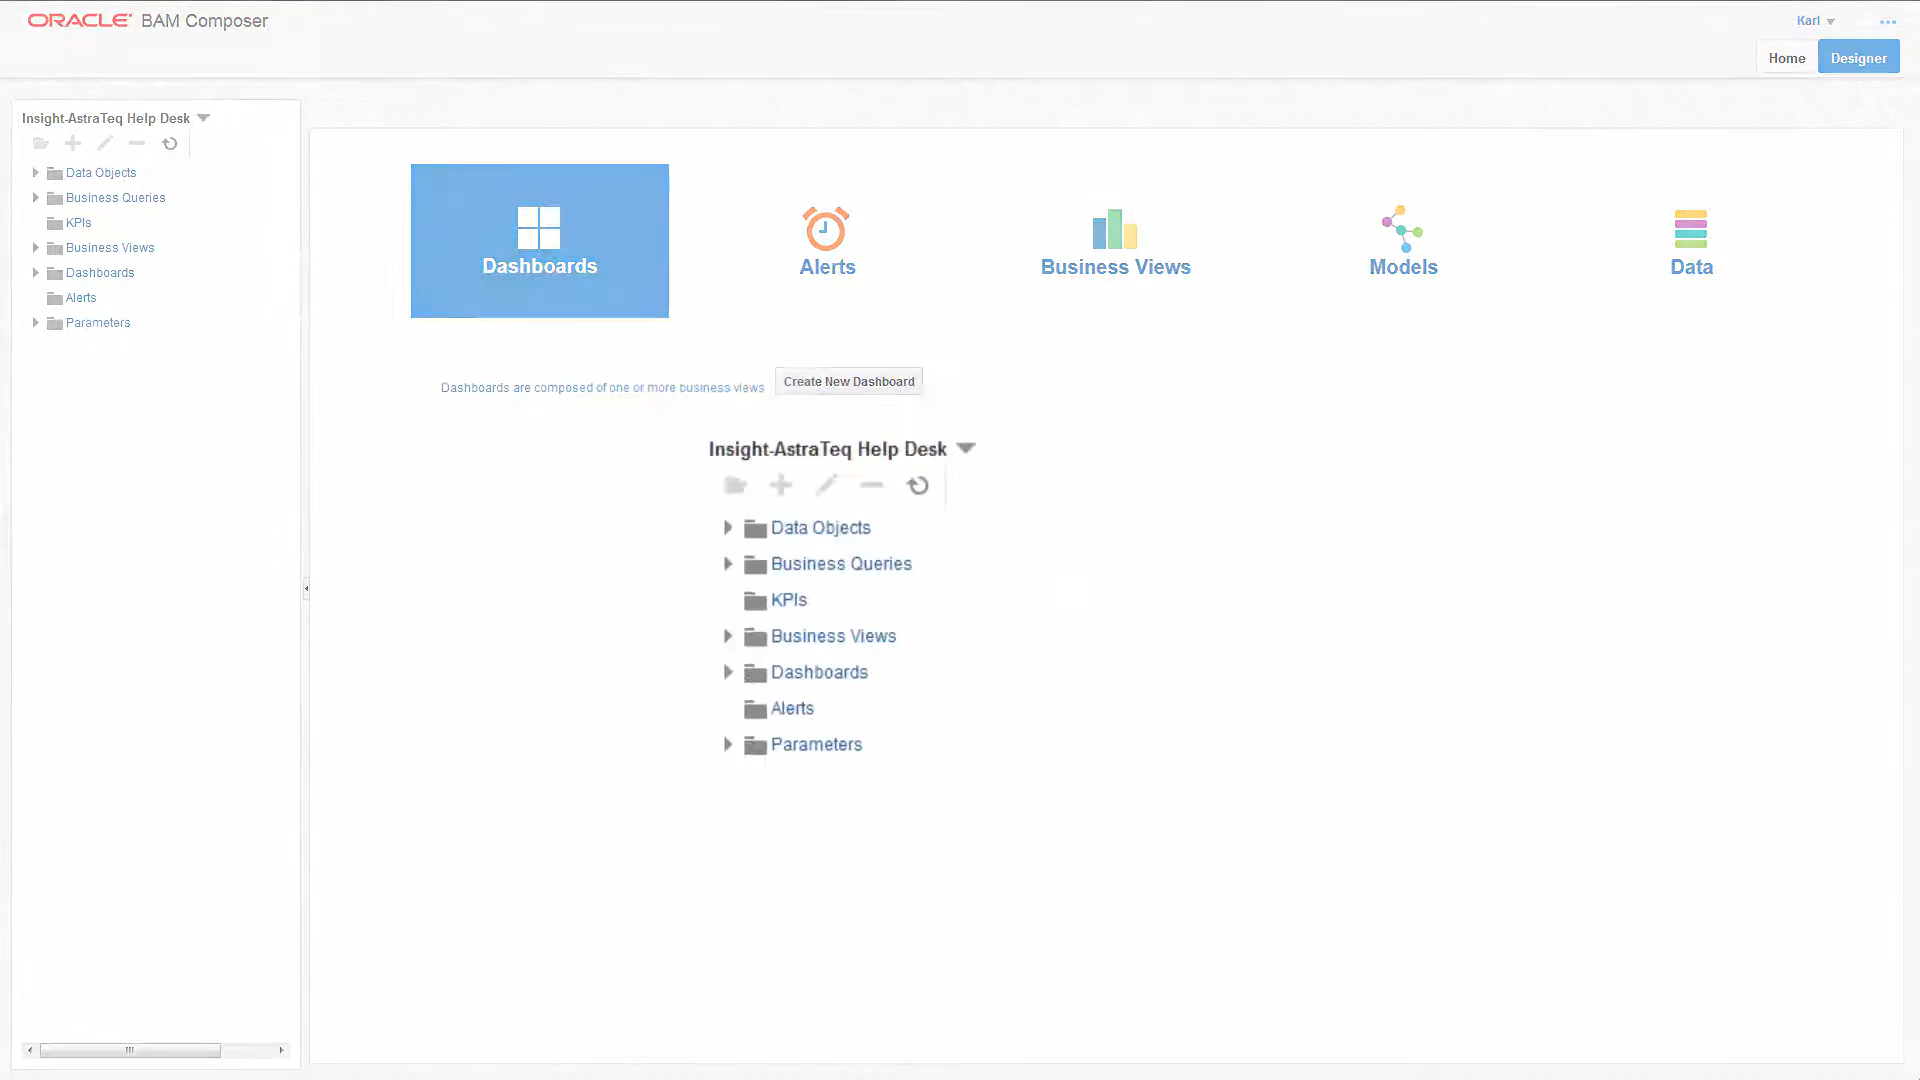 ORACLE BAM Composer
Karl
Home
Designer
Insight-AstraTeq Help Desk
Data Objects
Business Queries
KPIs
Business Views
Dashboards
Alerts
Parameters
Dashboards
Alerts
Business Views
Models
Data
Dashboards are composed of one or more business views
Create New Dashboard
Insight-AstraTeq Help Desk
Data Objects
Business Queries
KPIs
Business Views
Dashboards
Alerts
Parameters